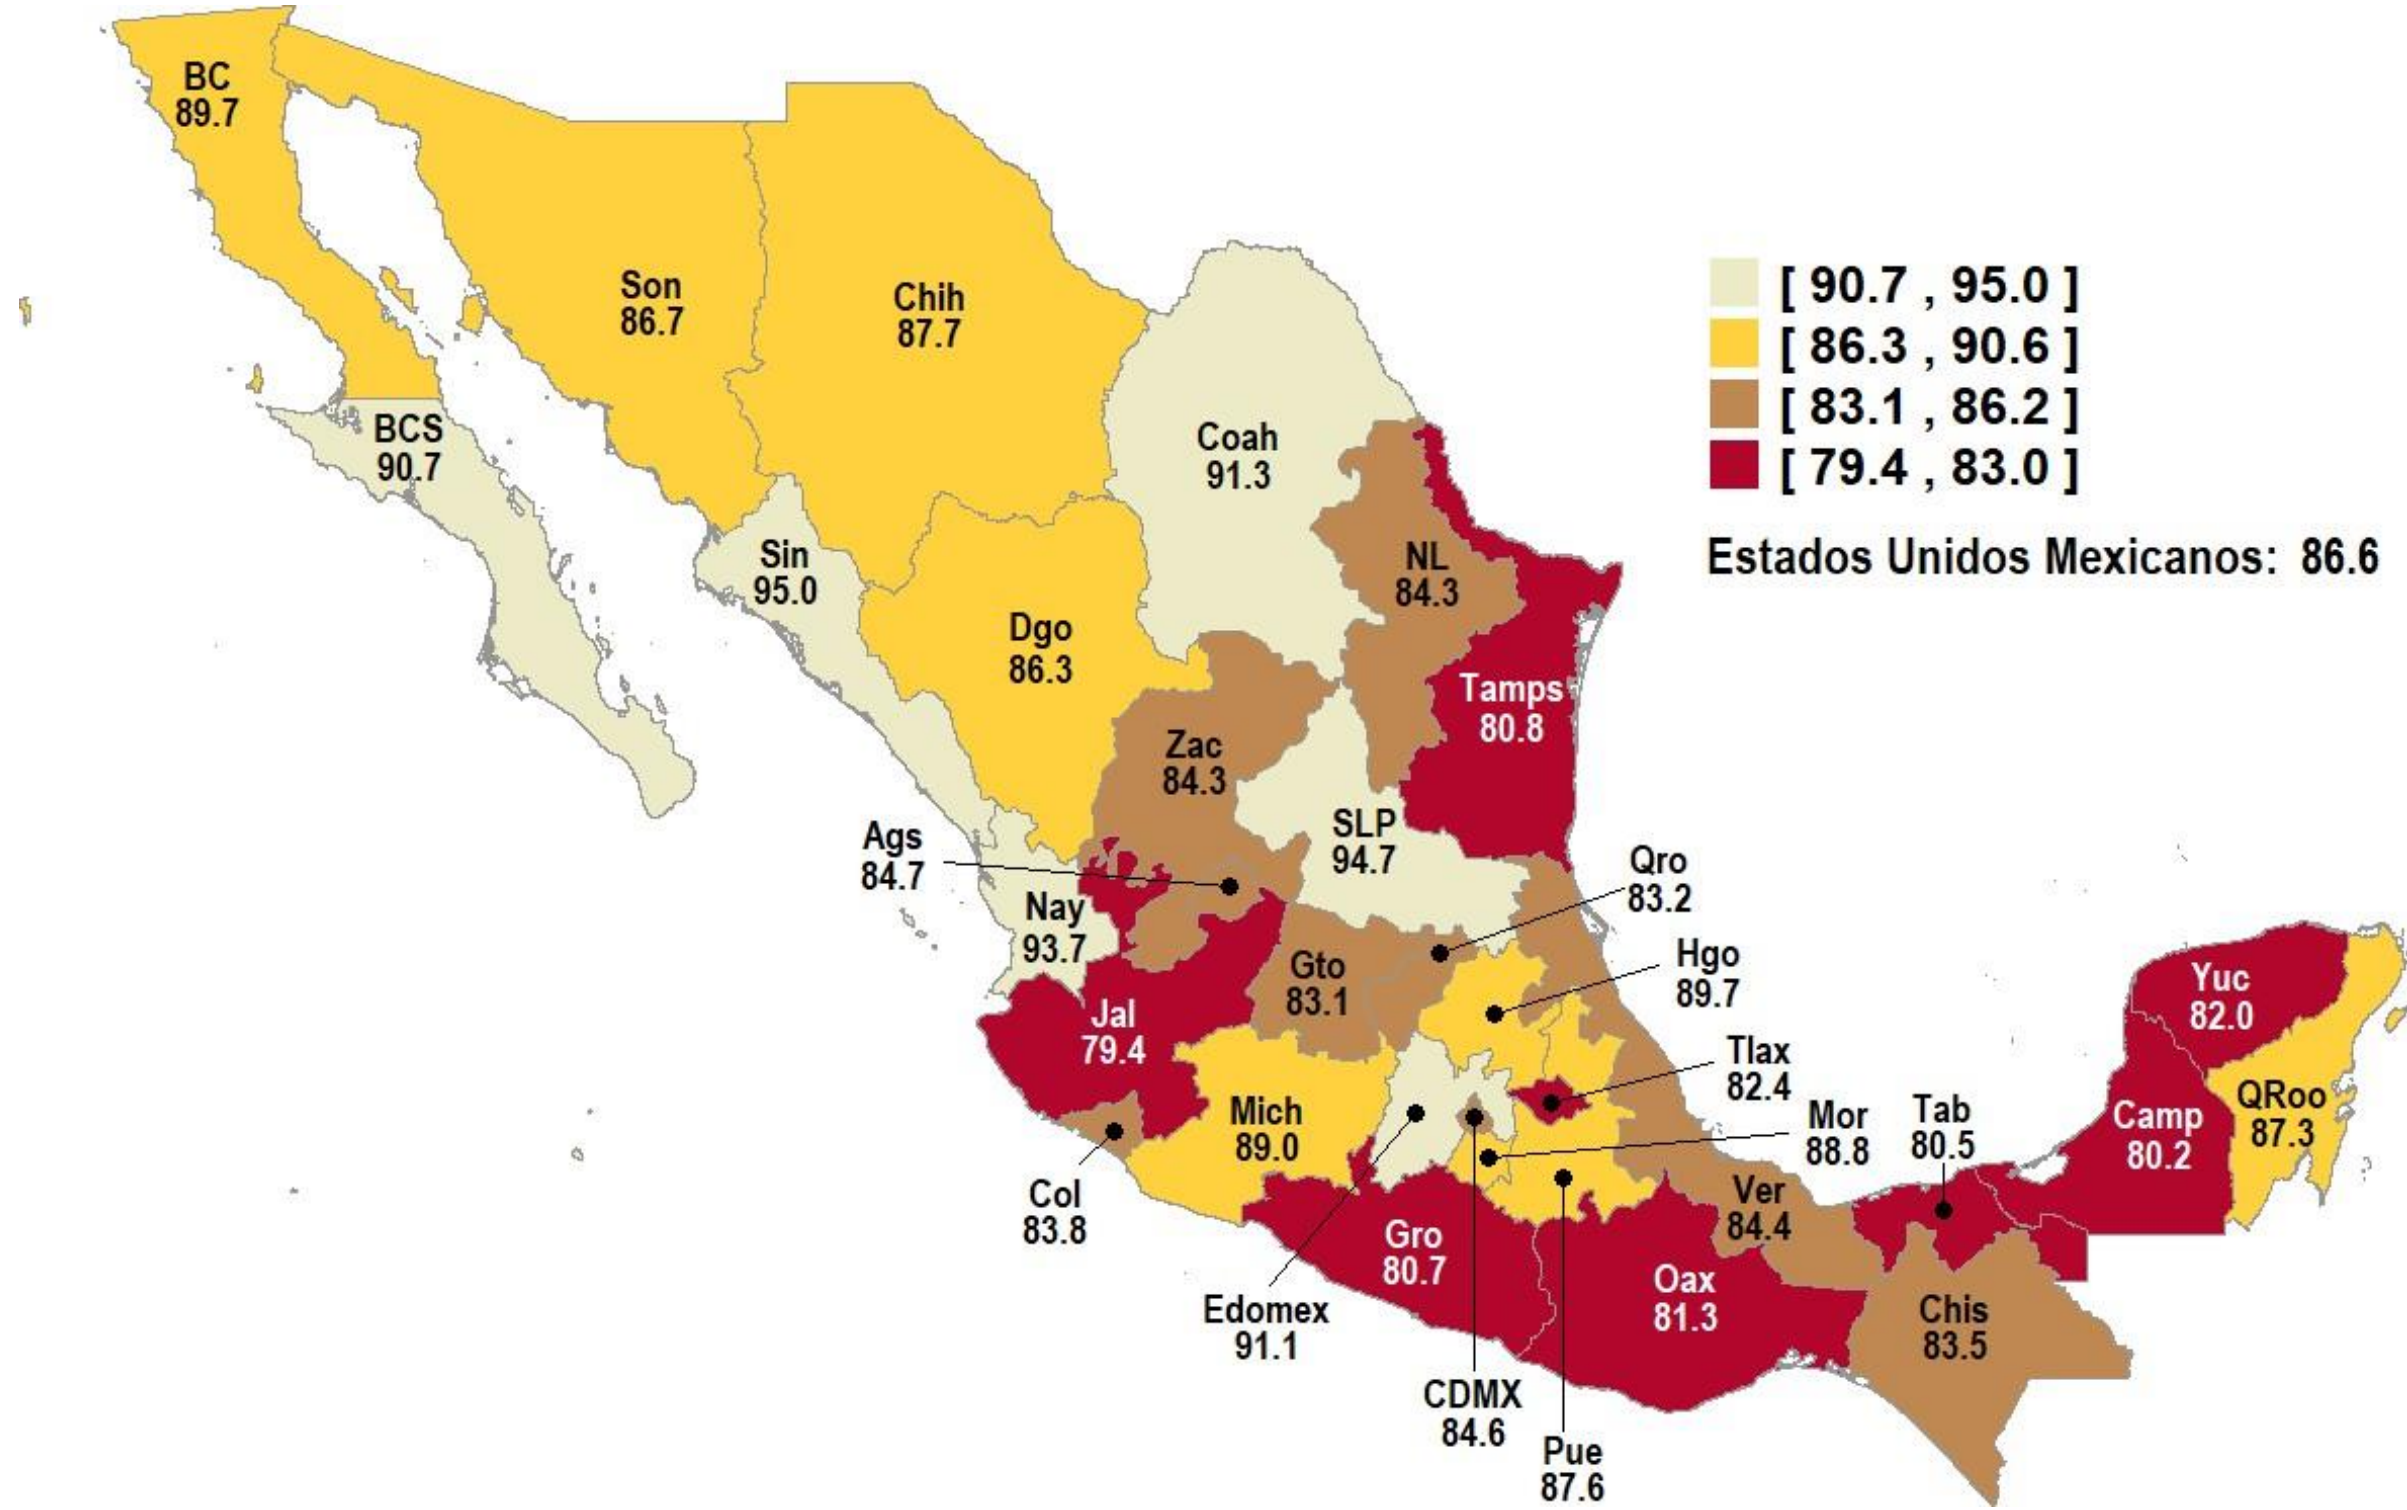 BC
89.7
Son
86.7
Chih
87.7
BCS
90.7
Coah
91.3
Sin
95.0
NL
84.3
Dgo
86.3
Tamps
80.8
Zac
84.3
SLP
94.7
Ags
84.7
Nay
93.7
Qro
83.2
Gto
83.1
Hgo
89.7
Jal
79.4
Tlax
82.4
Mich
89.0
Mor
88.8
Tab
80.5
Yuc
82.0
QRoo
87.3
Camp
80.2
Col
83.8
Ver
84.4
Gro
80.7
Oax
81.3
Chis
83.5
Edomex
91.1
CDMX
84.6
Pue
87.6
[ 90.7 , 95.0 ]
[ 86.3 , 90.6 ]
[ 83.1 , 86.2 ]
[ 79.4 , 83.0 ]
Estados Unidos Mexicanos: 86.6